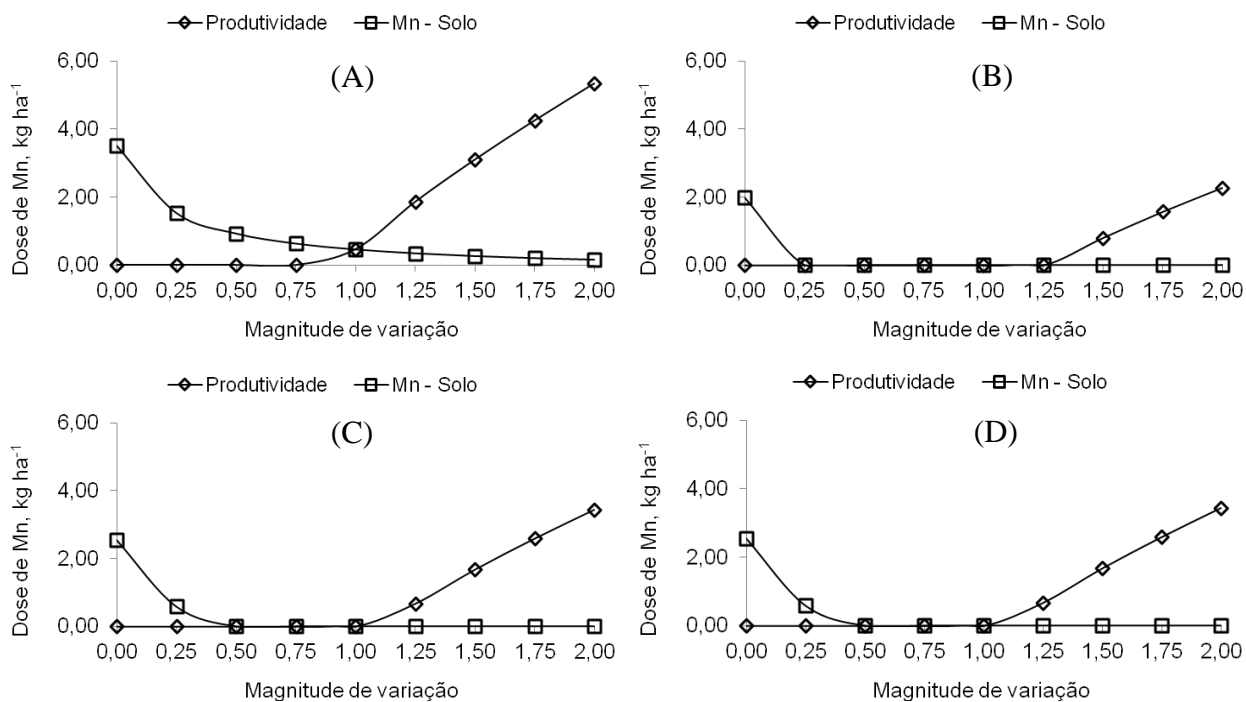 Produtividade Mn - Solo
Dose de Mn, kg ha-1
6,00
4,00
2,00
0,00
(A)
0,00 0,25 0,50 0,75 1,00 1,25 1,50 1,75 2,00
Magnitude de variação
Produtividade Mn - Solo
Dose de Mn, kg ha-1
6,00
4,00
2,00
0,00
(B)
0,00 0,25 0,50 0,75 1,00 1,25 1,50 1,75 2,00
Magnitude de variação
Produtividade Mn - Solo
Dose de Mn, kg ha-1
6,00
4,00
2,00
0,00
(C)
0,00 0,25 0,50 0,75 1,00 1,25 1,50 1,75 2,00
Magnitude de variação
Produtividade Mn - Solo
Dose de Mn, kg ha-1
6,00
4,00
2,00
0,00
(D)
0,00 0,25 0,50 0,75 1,00 1,25 1,50 1,75 2,00
Magnitude de variação